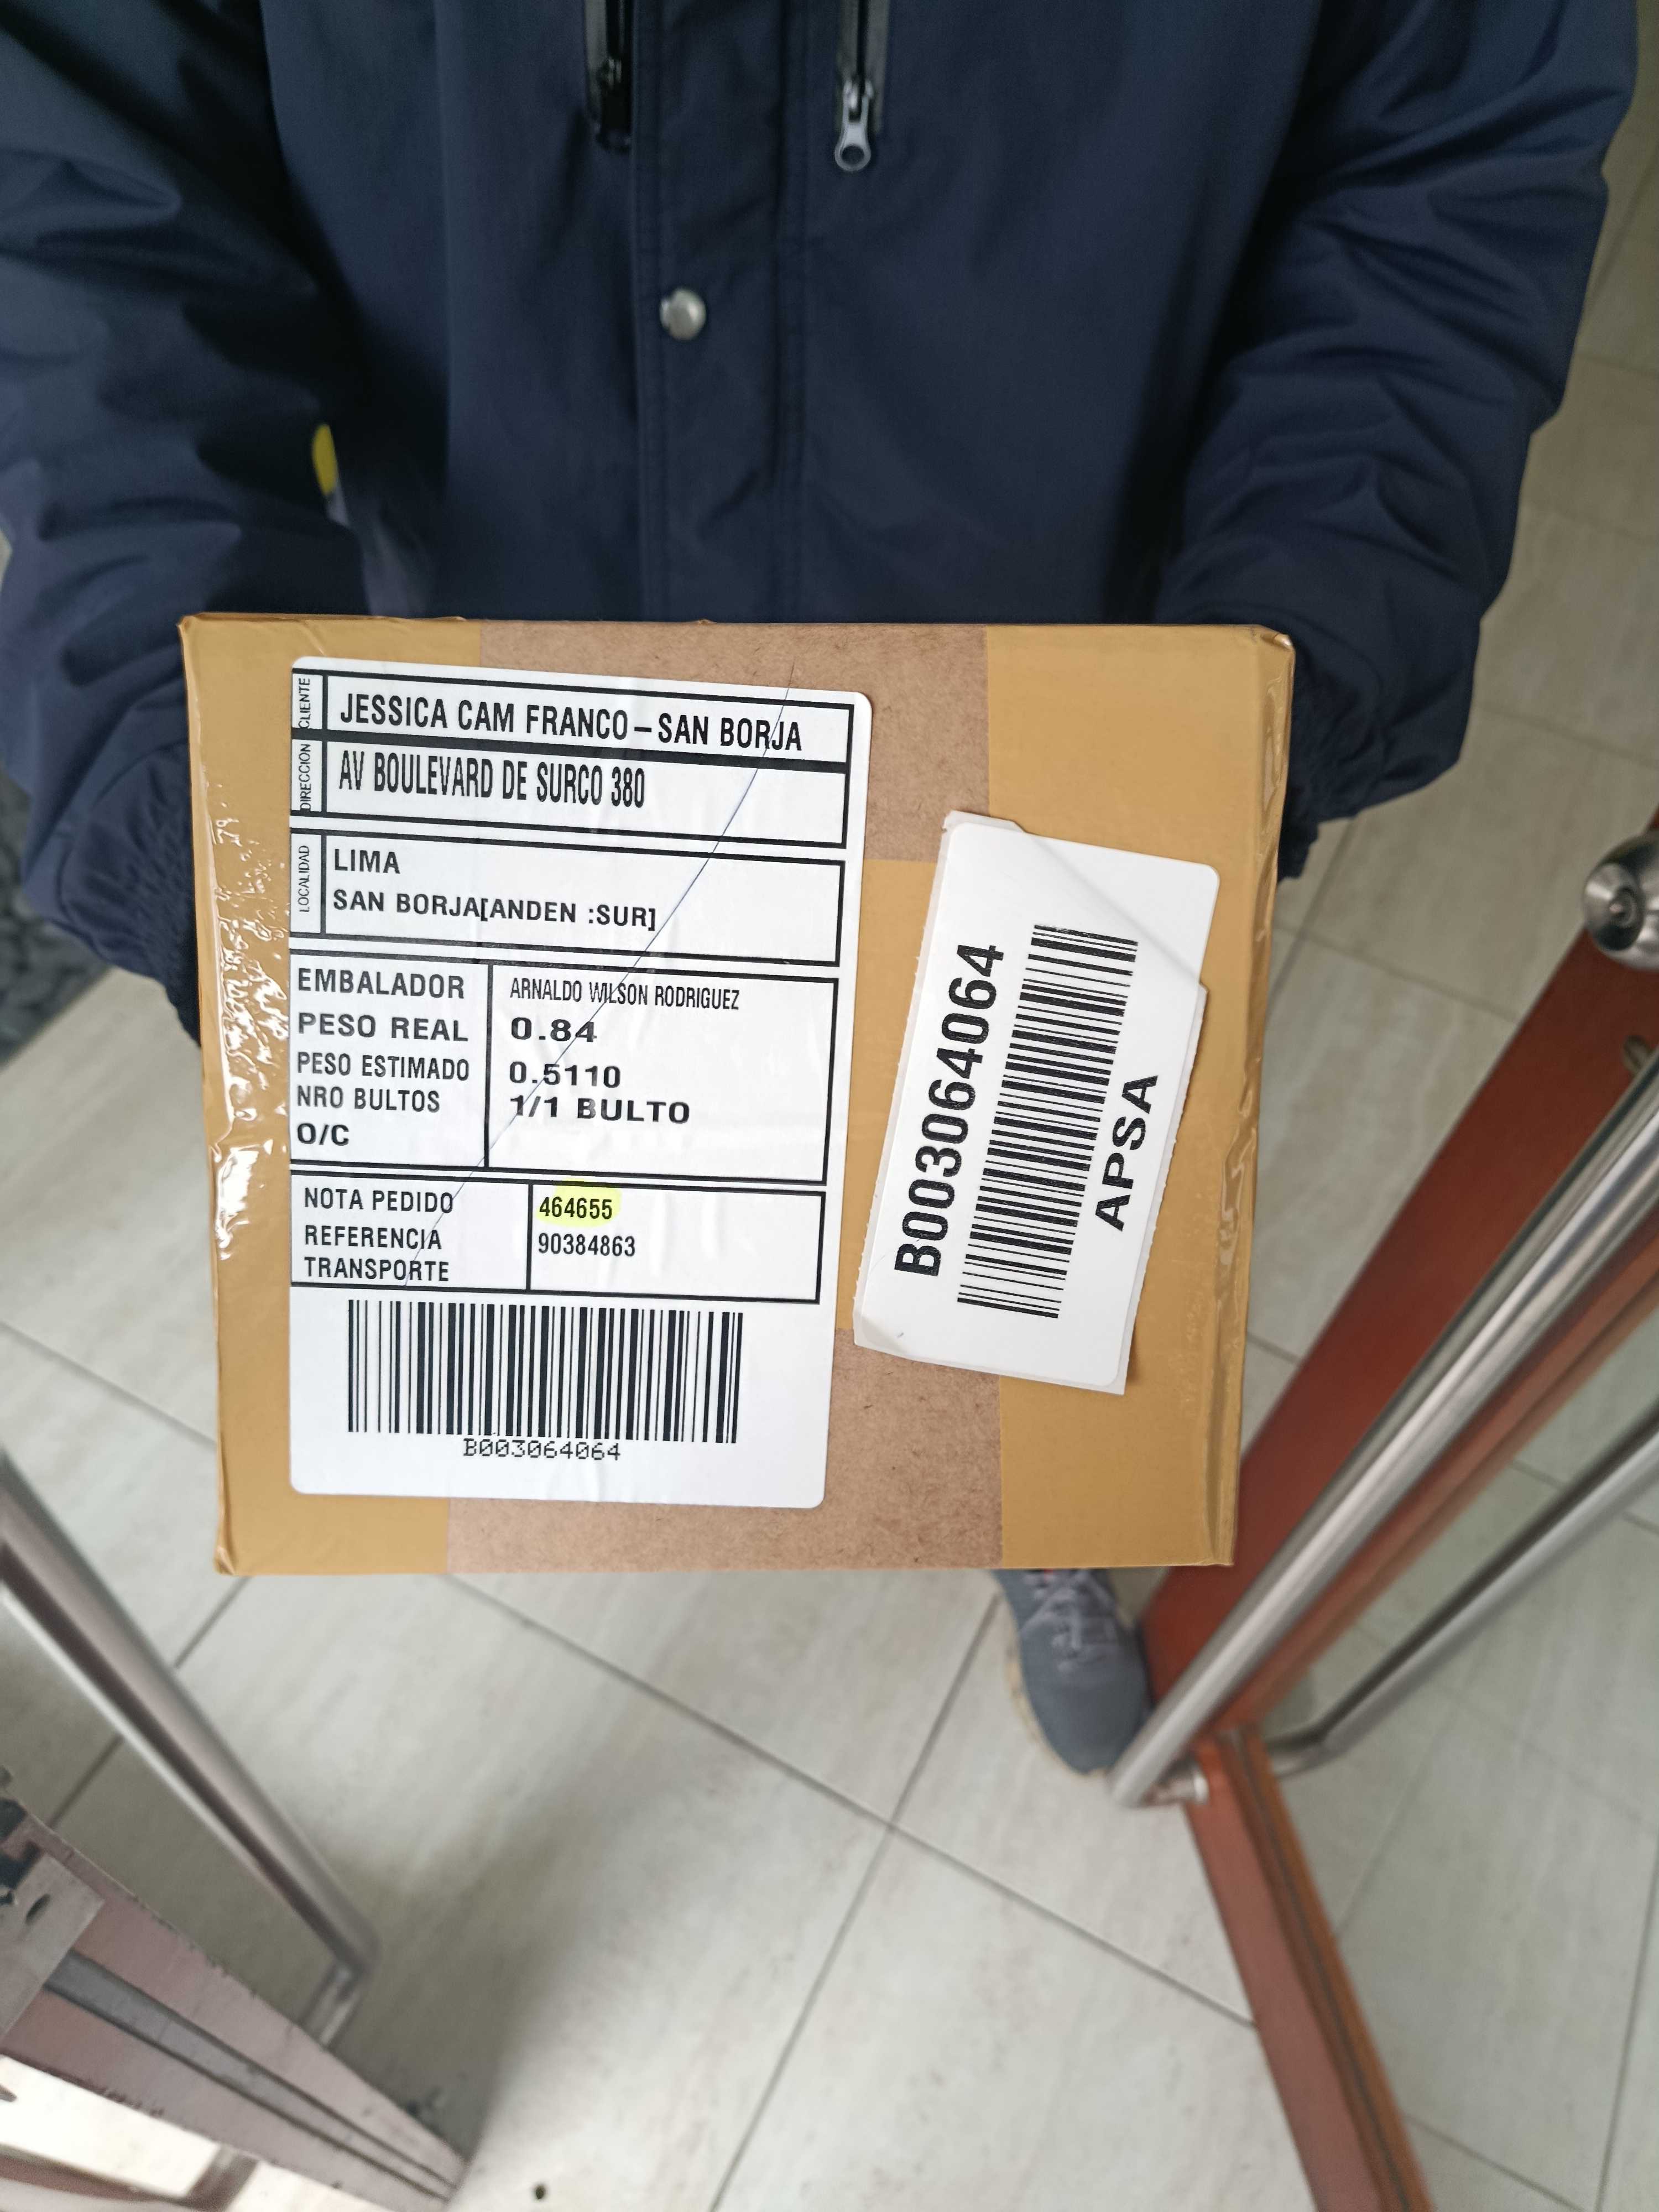 CLIENTE
JESSICA CAM FRANCO-SAN BORJA
DIRECCION
AV BOULEVARD DE SURCO 380
LOCALIDAD
LIMA
SAN BORJA[ANDEN :SUR]
EMBALADOR ARNALDO WILSON RODRIGUEZ
PESO REAL 0.84
PESO ESTIMADO 0.5110
NRO BULTOS 1/1 BULTO
O/C
NOTA PEDIDO 464655
REFERENCIA 90384863
TRANSPORTE
B003064064
B003064064
APSA